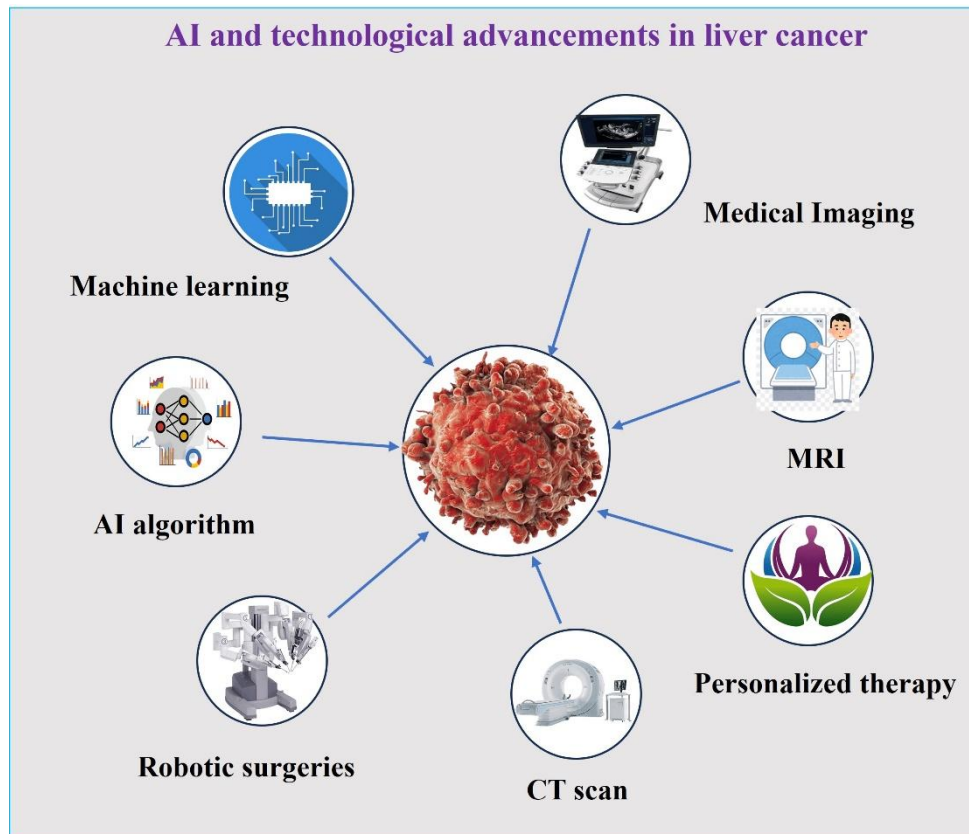 AI and technological advancements in liver cancer
Medical Imaging
Machine learning
MRI
AI algorithm
Personalized therapy
Robotic surgeries
CT scan